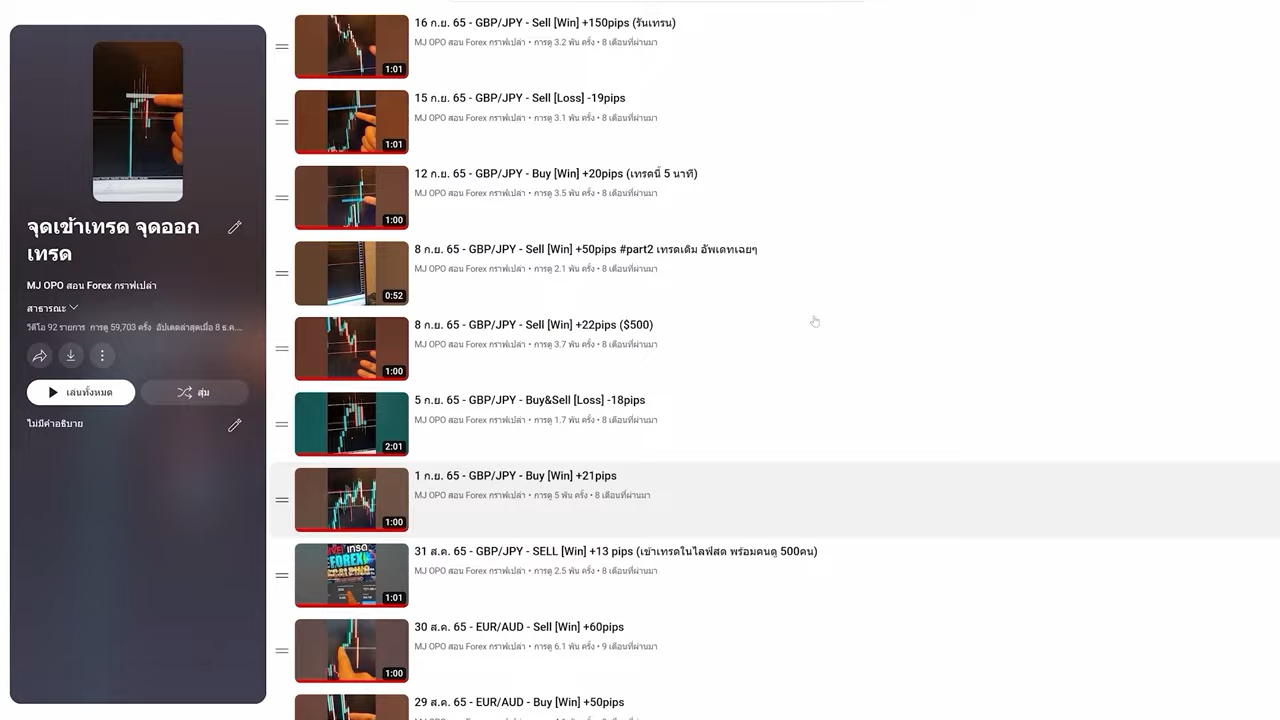 จุดเข้าเทรด จุดออก
เทรด
MJ OPO สอน Forex กราฟเปล่า
สาธารณะ
วิดีโอ 92 รายการ การดู 59,703 ครั้ง อัปเดตล่าสุดเมื่อ 8 ธ.ค....
เล่นทั้งหมด
สุ่ม
ไม่มีคำอธิบาย
16 ก.ย. 65 - GBP/JPY - Sell [Win] +150pips (รันเทรน)
MJ OPO สอน Forex กราฟเปล่า • การดู 3.2 พัน ครั้ง • 8 เดือนที่ผ่านมา
1:01
15 ก.ย. 65 - GBP/JPY - Sell [Loss] -19pips
MJ OPO สอน Forex กราฟเปล่า • การดู 3.1 พัน ครั้ง • 8 เดือนที่ผ่านมา
1:01
12 ก.ย. 65 - GBP/JPY - Buy [Win] +20pips (เทรดนี้ 5 นาที)
MJ OPO สอน Forex กราฟเปล่า • การดู 3.5 พัน ครั้ง • 8 เดือนที่ผ่านมา
1:00
8 ก.ย. 65 - GBP/JPY - Sell [Win] +50pips #part2 เทรดเดิม อัพเดทเฉยๆ
MJ OPO สอน Forex กราฟเปล่า • การดู 2.1 พัน ครั้ง • 8 เดือนที่ผ่านมา
0:52
8 ก.ย. 65 - GBP/JPY - Sell [Win] +22pips ($500)
MJ OPO สอน Forex กราฟเปล่า • การดู 3.7 พัน ครั้ง • 8 เดือนที่ผ่านมา
1:00
5 ก.ย. 65 - GBP/JPY - Buy&Sell [Loss] -18pips
MJ OPO สอน Forex กราฟเปล่า • การดู 1.7 พัน ครั้ง • 8 เดือนที่ผ่านมา
2:01
1 ก.ย. 65 - GBP/JPY - Buy [Win] +21pips
MJ OPO สอน Forex กราฟเปล่า • การดู 5 พัน ครั้ง • 8 เดือนที่ผ่านมา
1:00
31 ส.ค. 65 - GBP/JPY - SELL [Win] +13 pips (เข้าเทรดในไลฟ์สด พร้อมคนดู 500คน)
MJ OPO สอน Forex กราฟเปล่า • การดู 2.5 พัน ครั้ง • 8 เดือนที่ผ่านมา
FOREX
1:01
30 ส.ค. 65 - EUR/AUD - Sell [Win] +60pips
MJ OPO สอน Forex กราฟเปล่า • การดู 6.1 พัน ครั้ง • 9 เดือนที่ผ่านมา
1:00
29 ส.ค. 65 - EUR/AUD - Buy [Win] +50pips